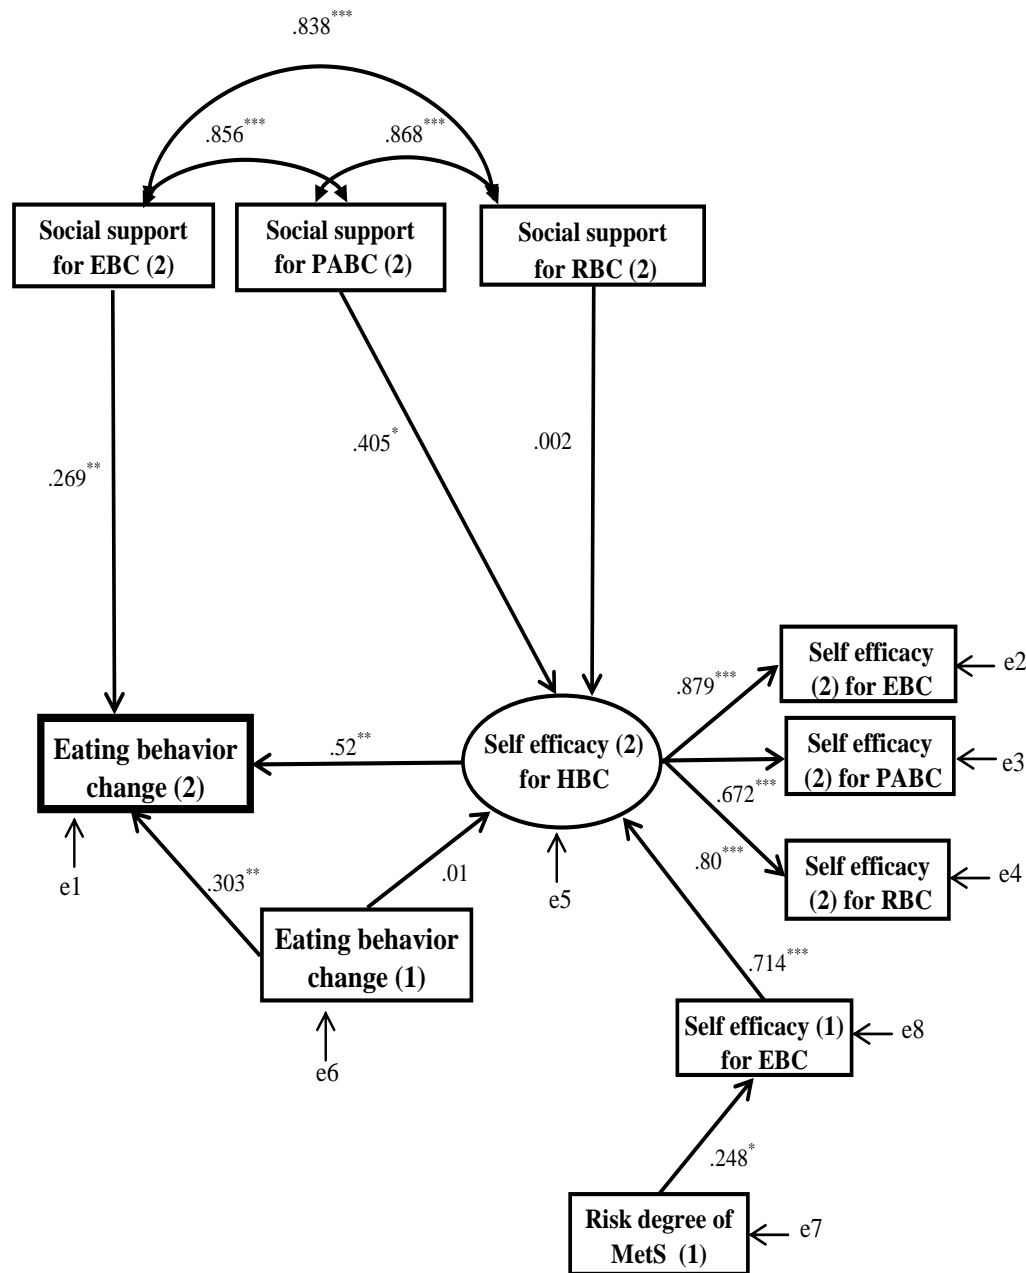 .838***
.856***
.868***
Social support
for EBC (2)
Social support
for PABC (2)
Social support
for RBC (2)
.269**
.405*
.002
Self efficacy
(2) for EBC
e2
.879***
Eating behavior
change (2)
.52**
Self efficacy (2)
for HBC
Self efficacy
(2) for PABC
e3
.672***
.80***
Self efficacy
(2) for RBC
e4
e1
.303**
.01
e5
Eating behavior
change (1)
.714***
e6
Self efficacy (1)
for EBC
e8
.248*
Risk degree of
MetS (1)
e7